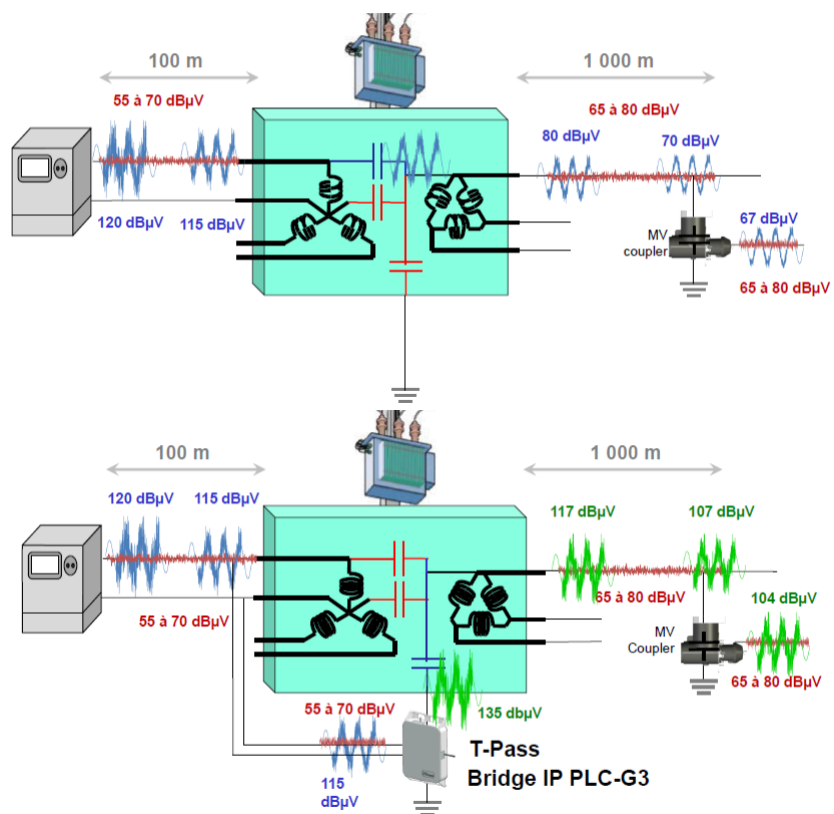 100 m
1 000 m
55 à 70 dBµV
65 à 80 dBµV
80 dBµV
70 dBµV
120 dBµV
115 dBµV
67 dBµV
MV
coupler
65 à 80 dBµV
100 m
1 000 m
120 dBµV
115 dBµV
117 dBµV
107 dBµV
65 à 80 dBµV
104 dBµV
55 à 70 dBµV
MV
Coupler
65 à 80 dBµV
55 à 70 dBµV
135 dbµV
115
dBµV
T-Pass
Bridge IP PLC-G3